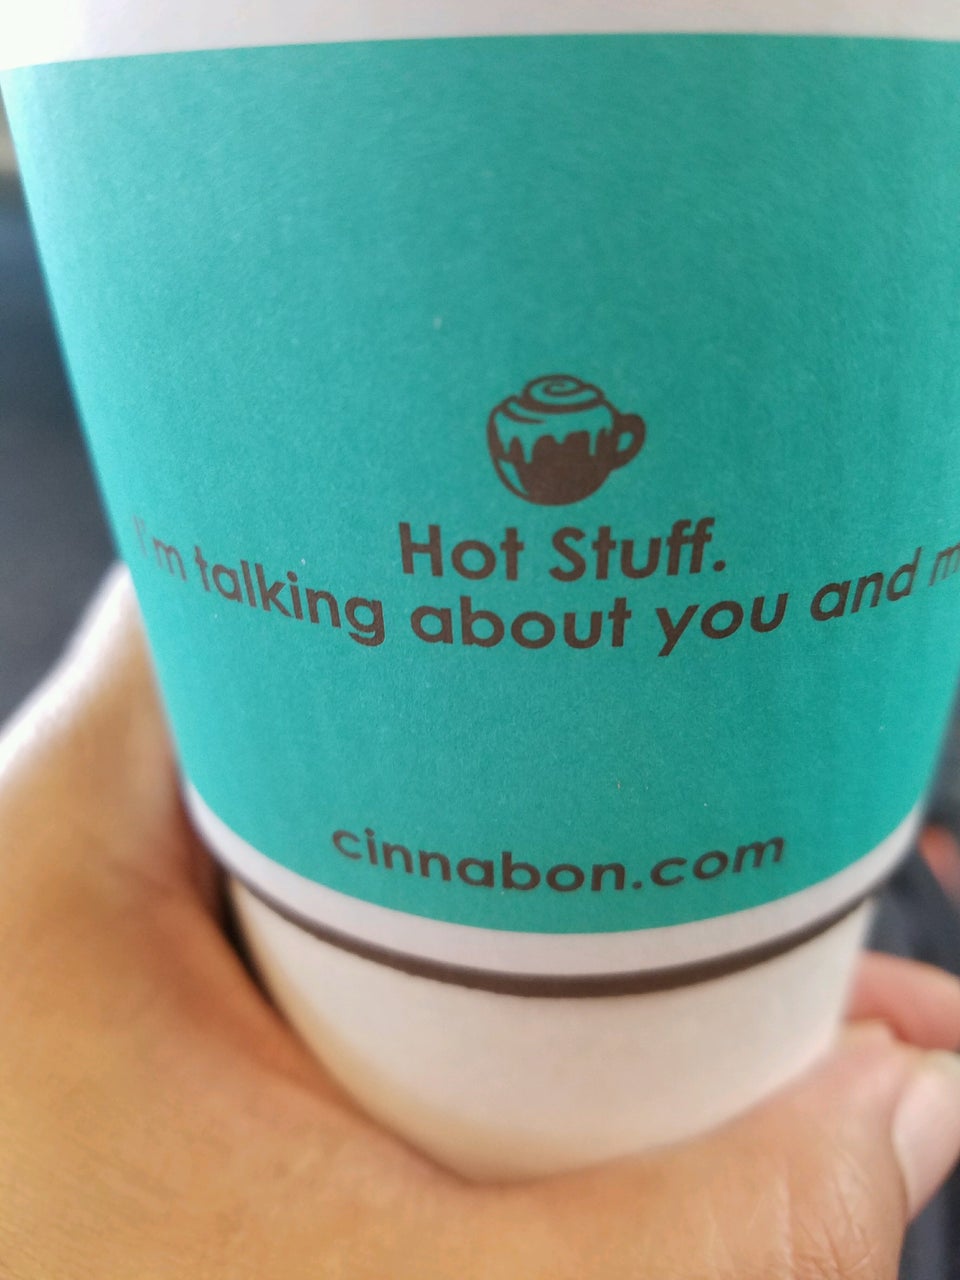 Hot Stuff.
I'm talking about you and
cinnabon.com